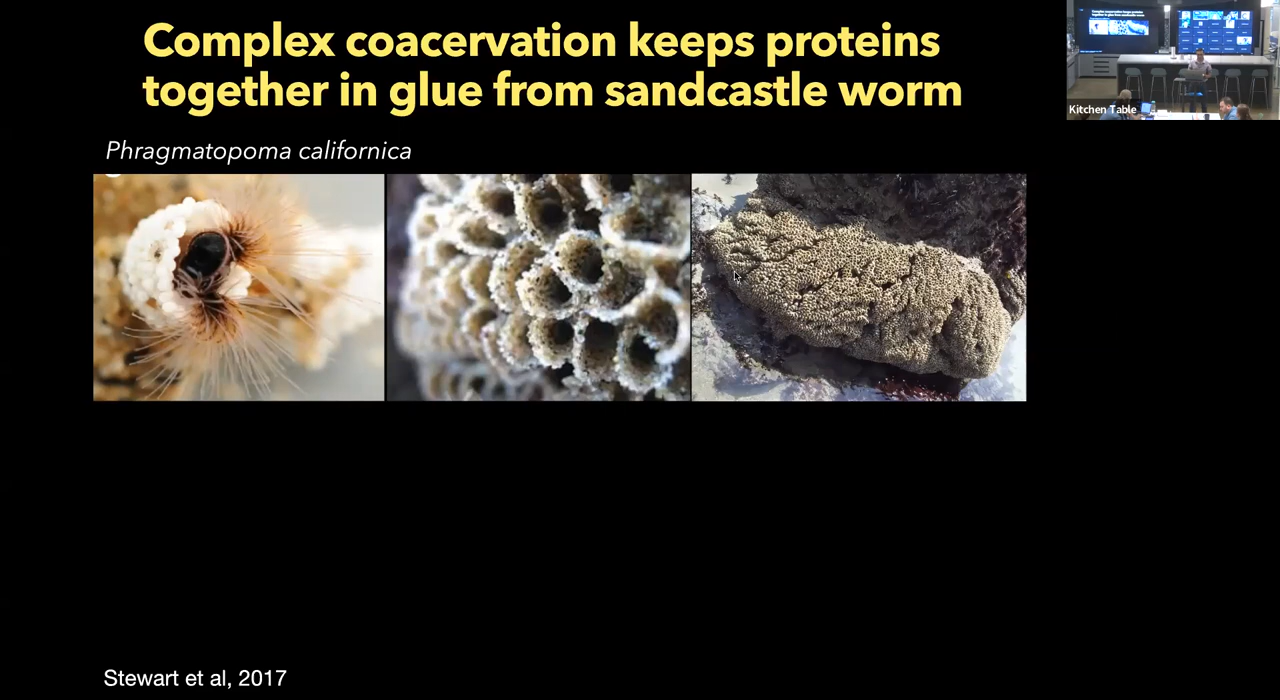 Complex coacervation keeps proteins
together in glue from sandcastle worm
Phragmatopoma californica
Kitchen Table
Stewart et al, 2017